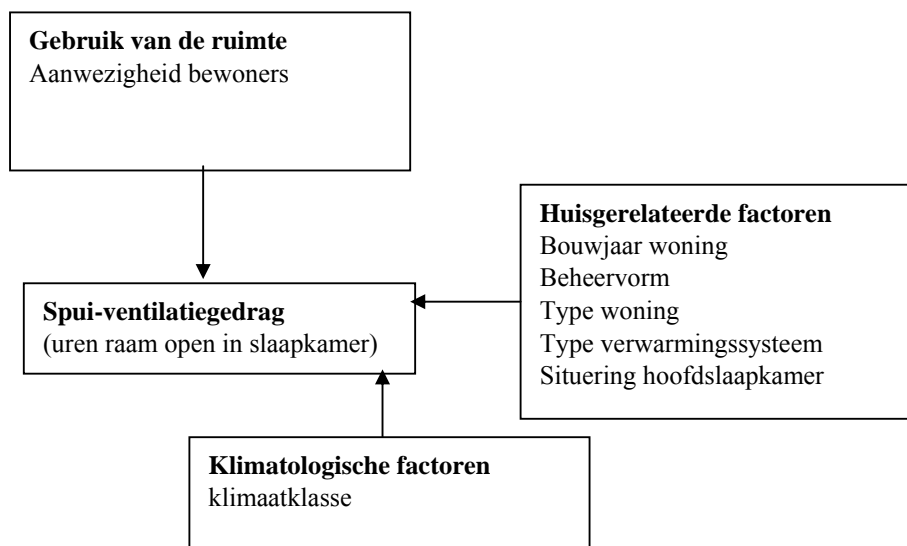 Gebruik van de ruimte
Aanwezigheid bewoners
Huisgerelateerde factoren
Bouwjaar woning
Beheervorm
Type woning
Type verwarmingssysteem
Situering hoofdslaapkamer
Spui-ventilatiegedrag
(uren raam open in slaapkamer)
Klimatologische factoren
klimaatklasse